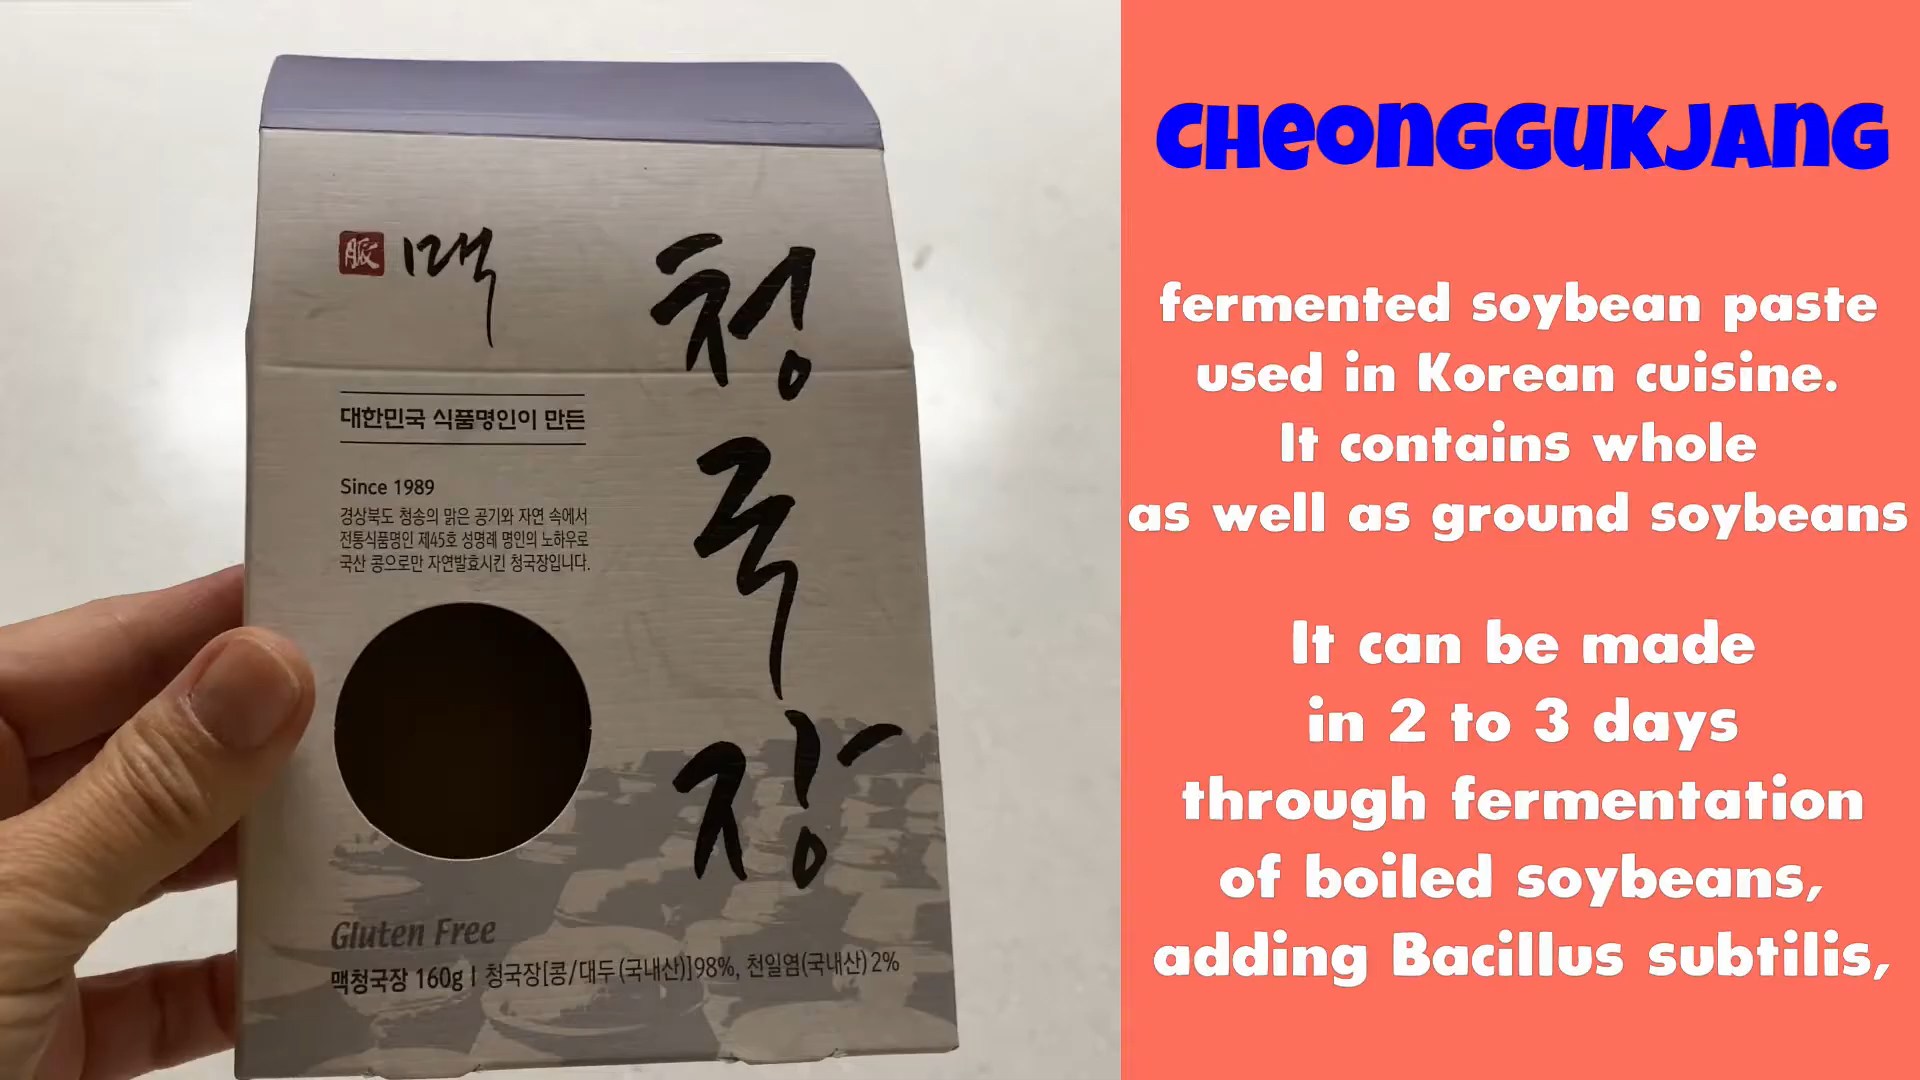 脈 맥
청국장
대한민국 식품명인이 만든
Since 1989
경상북도 청송의 맑은 공기와 자연 속에서
전통식품명인 제45호 성명례 명인의 노하우로
국산 콩으로만 자연발효시킨 청국장입니다.
Gluten Free
맥청국장 160g | 청국장[콩/대두(국내산)]98%, 천일염(국내산)2%
CHEONGGUKJANG
fermented soybean paste
used in Korean cuisine.
It contains whole
as well as ground soybeans
It can be made
in 2 to 3 days
through fermentation
of boiled soybeans,
adding Bacillus subtilis,